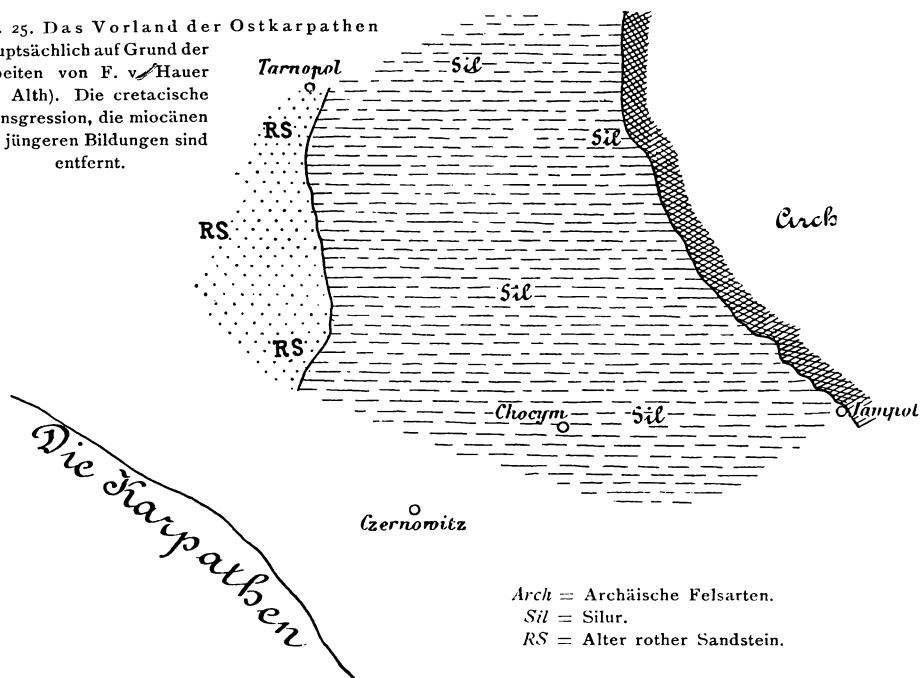 . 25. Das Vorland der Ostkarpathen
uptsächlich auf Grund der
eiten von F. v. Hauer
Alth). Die cretacische
nsgression, die miocänen
jüngeren Bildungen sind
entfernt.
Tarnopol
Sil
RS
Sil
RS
Arch
Sil
RS
Chocym
Sil
Jampol
Die Karpathen
Czernowitz
Arch = Archäische Felsarten.
Sil = Silur.
RS = Alter rother Sandstein.